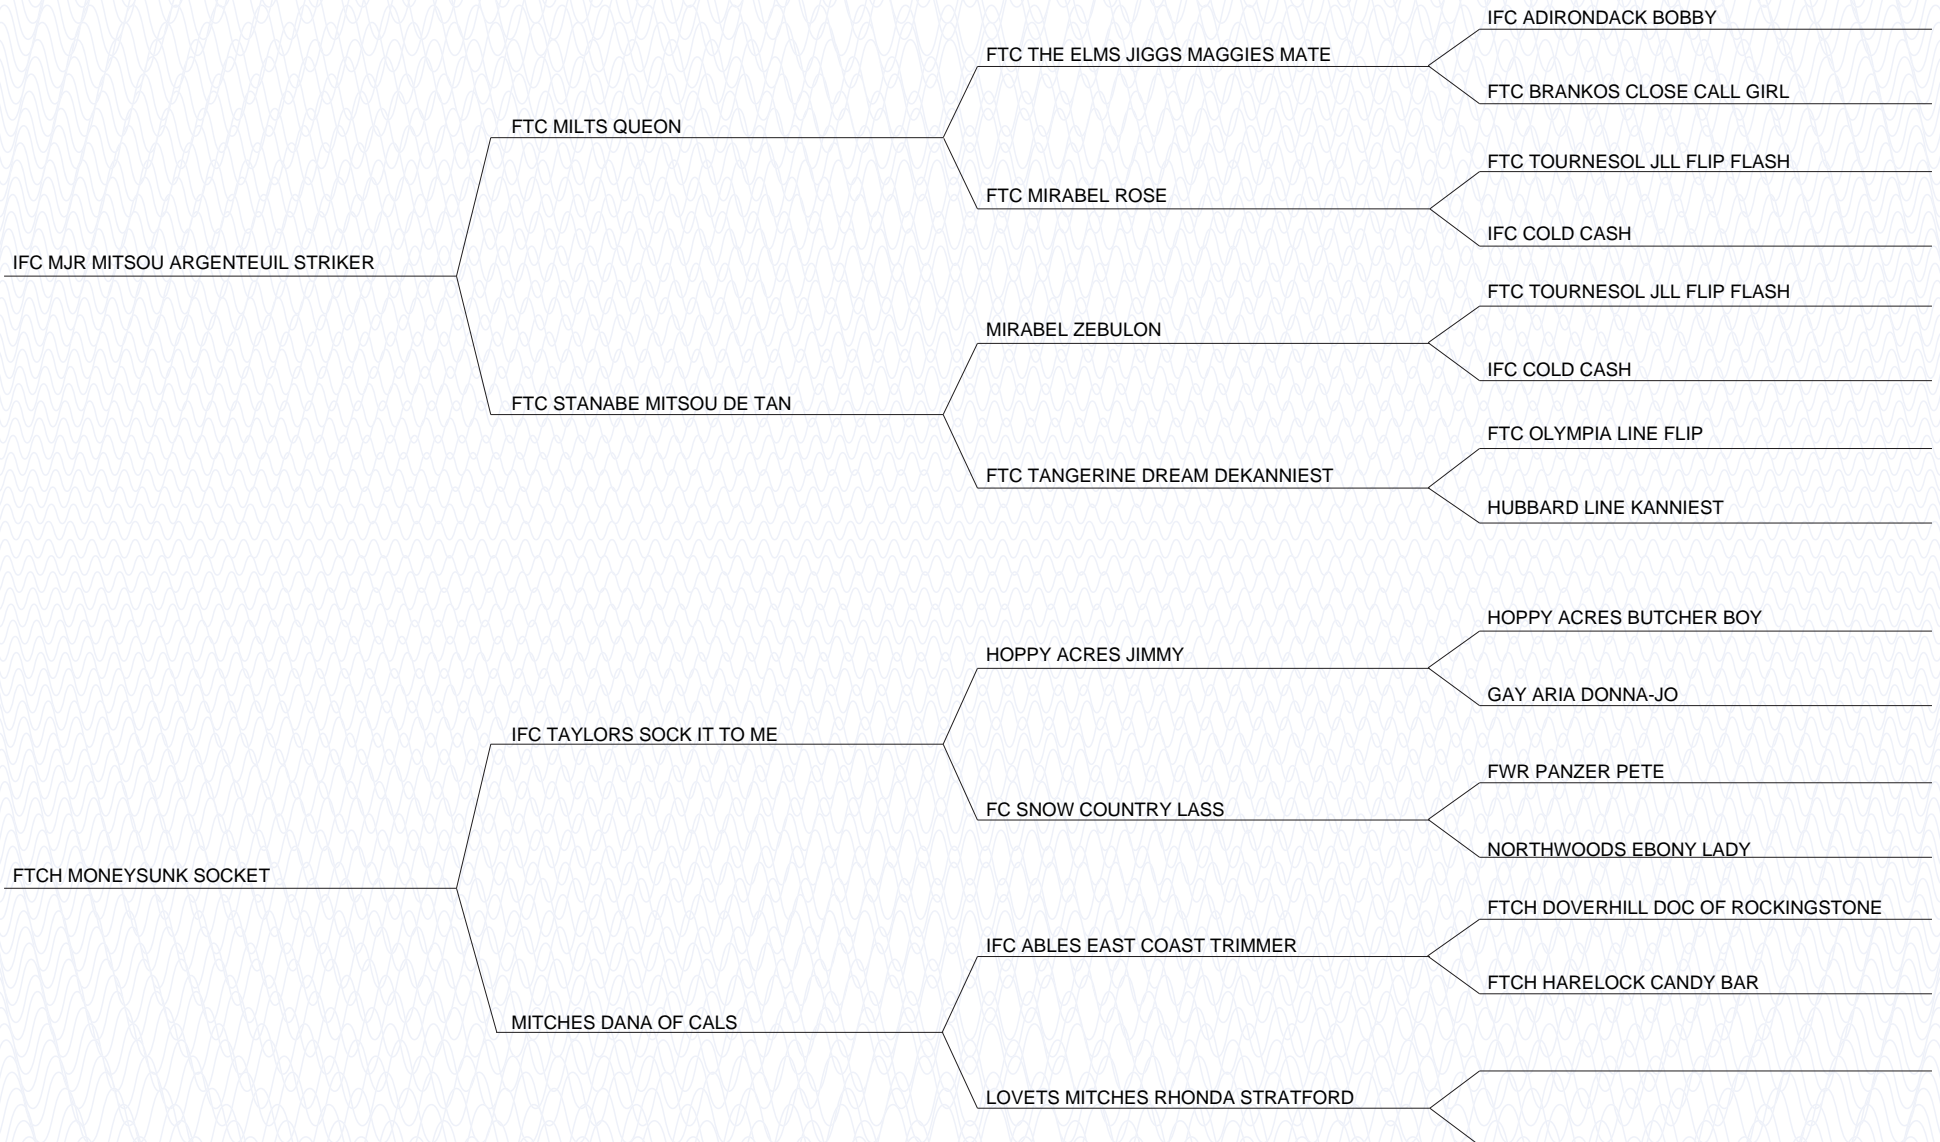 IFC ADIRONDACK BOBBY
FTC THE ELMS JIGGS MAGGIES MATE
FTC BRANKOS CLOSE CALL GIRL
FTC MILTS QUEON
FTC TOURNESOL JLL FLIP FLASH
FTC MIRABEL ROSE
IFC COLD CASH
IFC MJR MITSOU ARGENTEUIL STRIKER
FTC TOURNESOL JLL FLIP FLASH
MIRABEL ZEBULON
IFC COLD CASH
FTC STANABE MITSOU DE TAN
FTC OLYMPIA LINE FLIP
FTC TANGERINE DREAM DEKANNIEST
HUBBARD LINE KANNIEST
HOPPY ACRES BUTCHER BOY
HOPPY ACRES JIMMY
GAY ARIA DONNA-JO
IFC TAYLORS SOCK IT TO ME
FWR PANZER PETE
FC SNOW COUNTRY LASS
NORTHWOODS EBONY LADY
FTCH MONEYSUNK SOCKET
FTCH DOVERHILL DOC OF ROCKINGSTONE
IFC ABLES EAST COAST TRIMMER
FTCH HARELOCK CANDY BAR
MITCHES DANA OF CALS
LOVETS MITCHES RHONDA STRATFORD